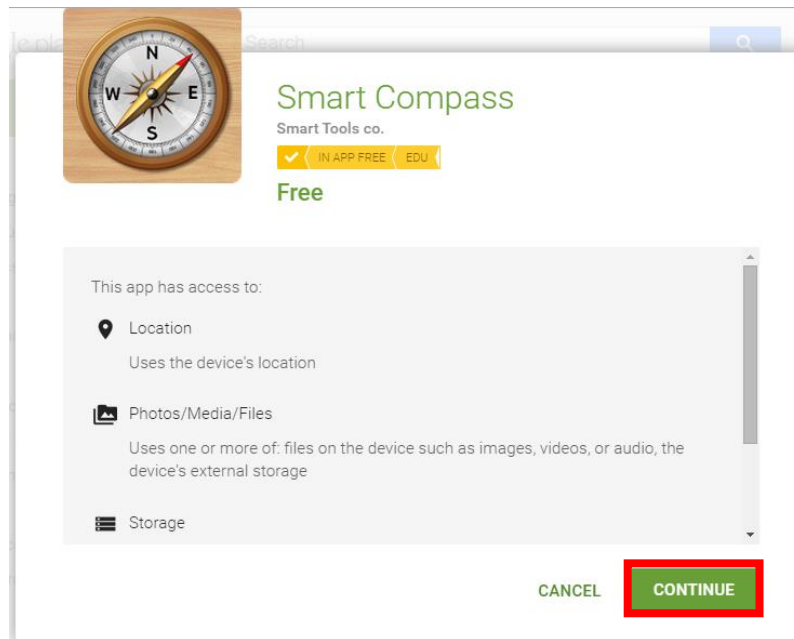 Search
N
W
E
S
Smart Compass
Smart Tools co.
IN APP FREE EDU
Free
This app has access to:
Location
Uses the device's location
Photos/Media/Files
Uses one or more of: files on the device such as images, videos, or audio, the
device's external storage
Storage
CANCEL CONTINUE